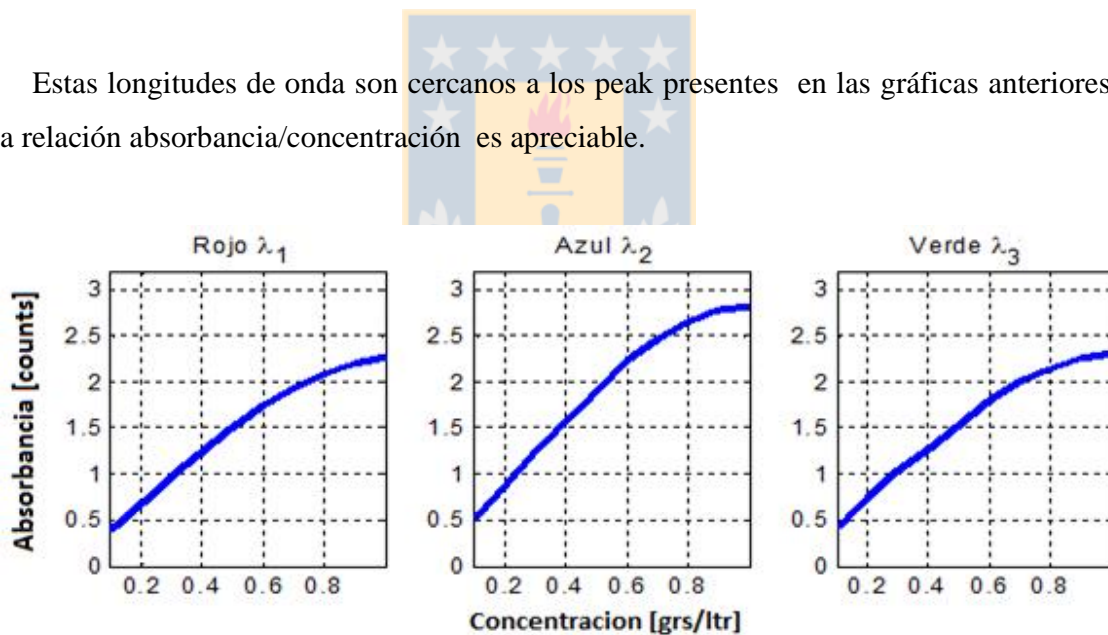 Estas longitudes de onda son cercanos a los peak presentes en las gráficas anteriores
a relación absorbancia/concentración es apreciable.
Rojo λ1
Azul λ2
Verde λ3
Absorbancia [counts]
3
2.5
2
1.5
1
0.5
0
0.2 0.4 0.6 0.8
3
2.5
2
1.5
1
0.5
0
0.2 0.4 0.6 0.8
3
2.5
2
1.5
1
0.5
0
0.2 0.4 0.6 0.8
Concentracion [grs/ltr]